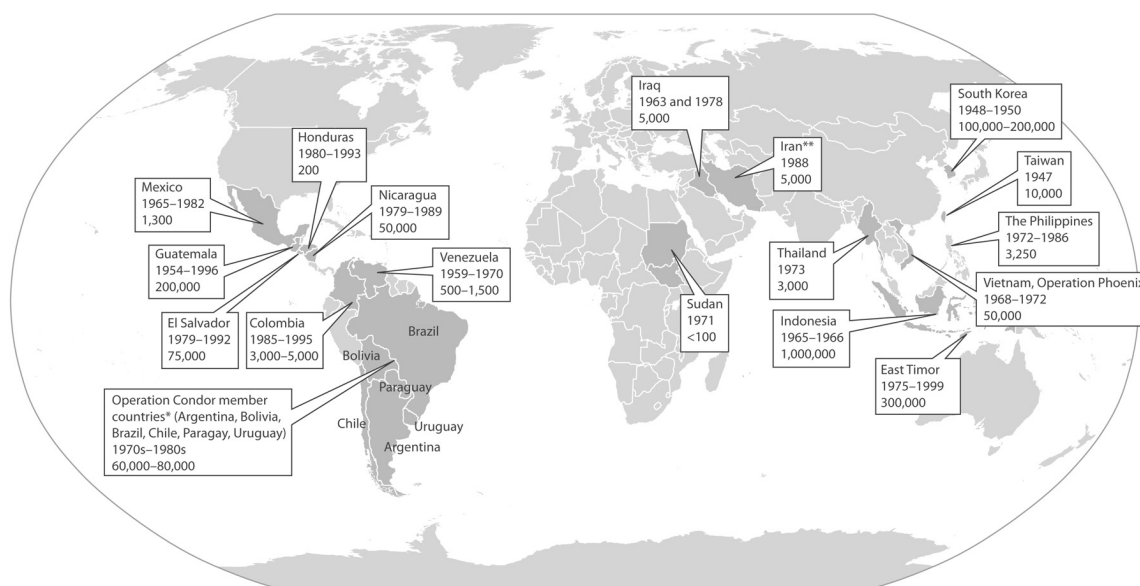 Iraq
1963 and 1978
5,000
South Korea
1948–1950
100,000–200,000
Honduras
1980–1993
200
Iran**
1988
5,000
Taiwan
1947
10,000
Mexico
1965–1982
1,300
Nicaragua
1979–1989
50,000
The Philippines
1972–1986
3,250
Guatemala
1954–1996
200,000
Venezuela
1959–1970
500–1,500
Thailand
1973
3,000
Vietnam, Operation Phoenix
1968–1972
50,000
Sudan
1971
<100
El Salvador
1979–1992
75,000
Colombia
1985–1995
3,000–5,000
Indonesia
1965–1966
1,000,000
Brazil
Bolivia
East Timor
1975–1999
300,000
Paraguay
Operation Condor member
countries* (Argentina, Bolivia,
Brazil, Chile, Paragay, Uruguay)
1970s–1980s
60,000–80,000
Chile
Uruguay
Argentina